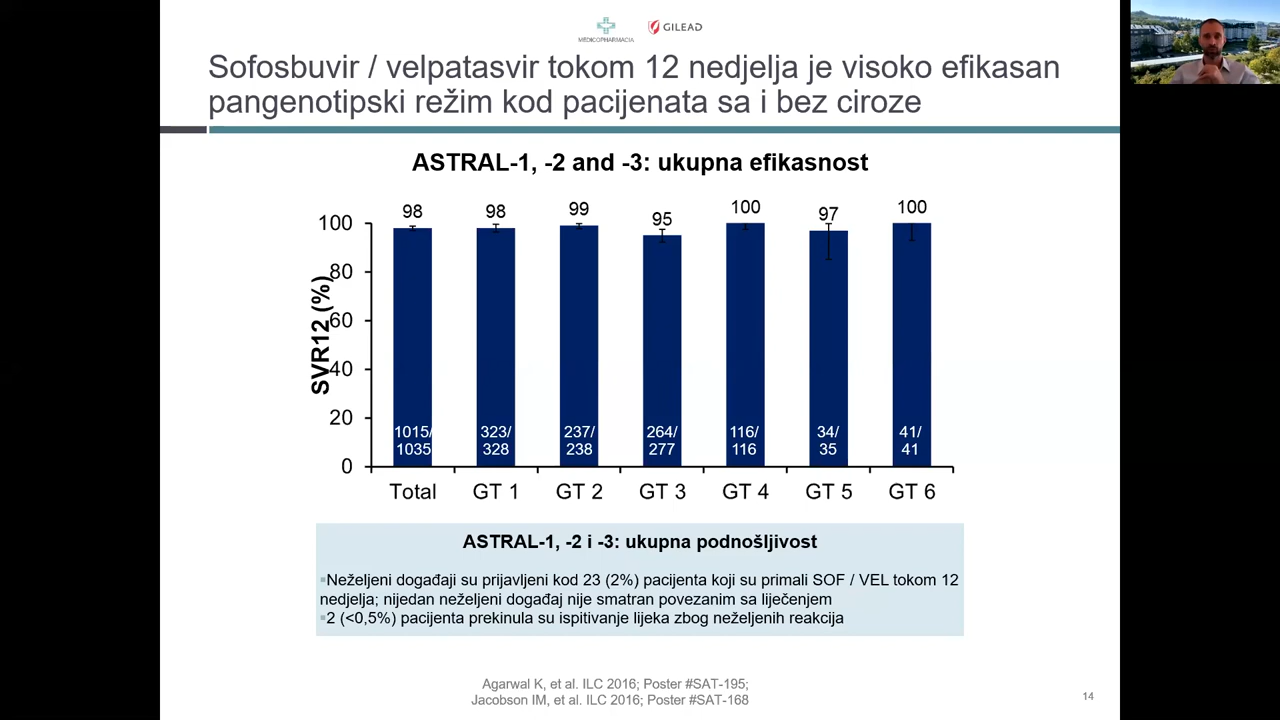 MEDICOPHARMACIA
GILEAD
Sofosbuvir / velpatasvir tokom 12 nedjelja je visoko efikasan
pangenotipski režim kod pacijenata sa i bez ciroze
ASTRAL-1, -2 and -3: ukupna efikasnost
SVR12 (%)
100
80
60
40
20
0
98
98
99
95
100
97
100
1015/
1035
323/
328
237/
238
264/
277
116/
116
34/
35
41/
41
Total
GT 1
GT 2
GT 3
GT 4
GT 5
GT 6
ASTRAL-1, -2 i -3: ukupna podnošljivost
▪Neželjeni događaji su prijavljeni kod 23 (2%) pacijenta koji su primali SOF / VEL tokom 12
nedjelja; nijedan neželjeni događaj nije smatran povezanim sa liječenjem
▪2 (<0,5%) pacijenta prekinula su ispitivanje lijeka zbog neželjenih reakcija
Agarwal K, et al. ILC 2016; Poster #SAT-195;
Jacobson IM, et al. ILC 2016; Poster #SAT-168
14